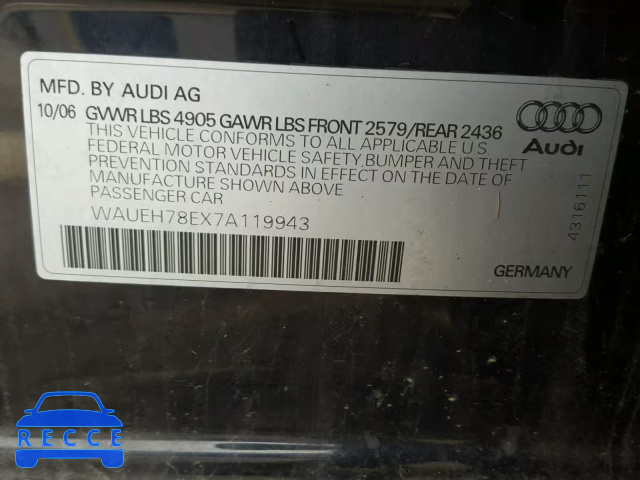 MFD. BY AUDI AG
10/06 GVWR LBS 4905 GAWR LBS FRONT 2579/REAR 2436
THIS VEHICLE CONFORMS TO ALL APPLICABLE U.S
FEDERAL MOTOR VEHICLE SAFETY,BUMPER AND THEFT
PREVENTION STANDARDS IN EFFECT ON THE DATE OF
MANUFACTURE SHOWN ABOVE
PASSENGER CAR
WAUEH78EX7A119943
Audi
4316111
GERMANY
RECCE